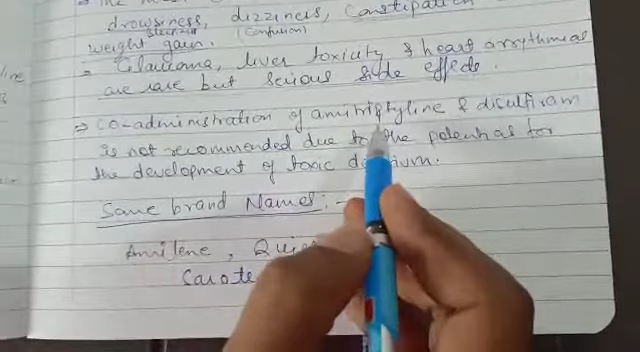 drowsiness, dizziness, constipation
weight gain. (Confusion)
Glaucoma, liver toxicity & heart arrythmias
are rare but serious side effects.
⇒ co-administration of amitriptyline & disulfiram
is not recommended due to the potential for
the development of toxic delirium.
Some brand Names:-
Amilene,
Sarote